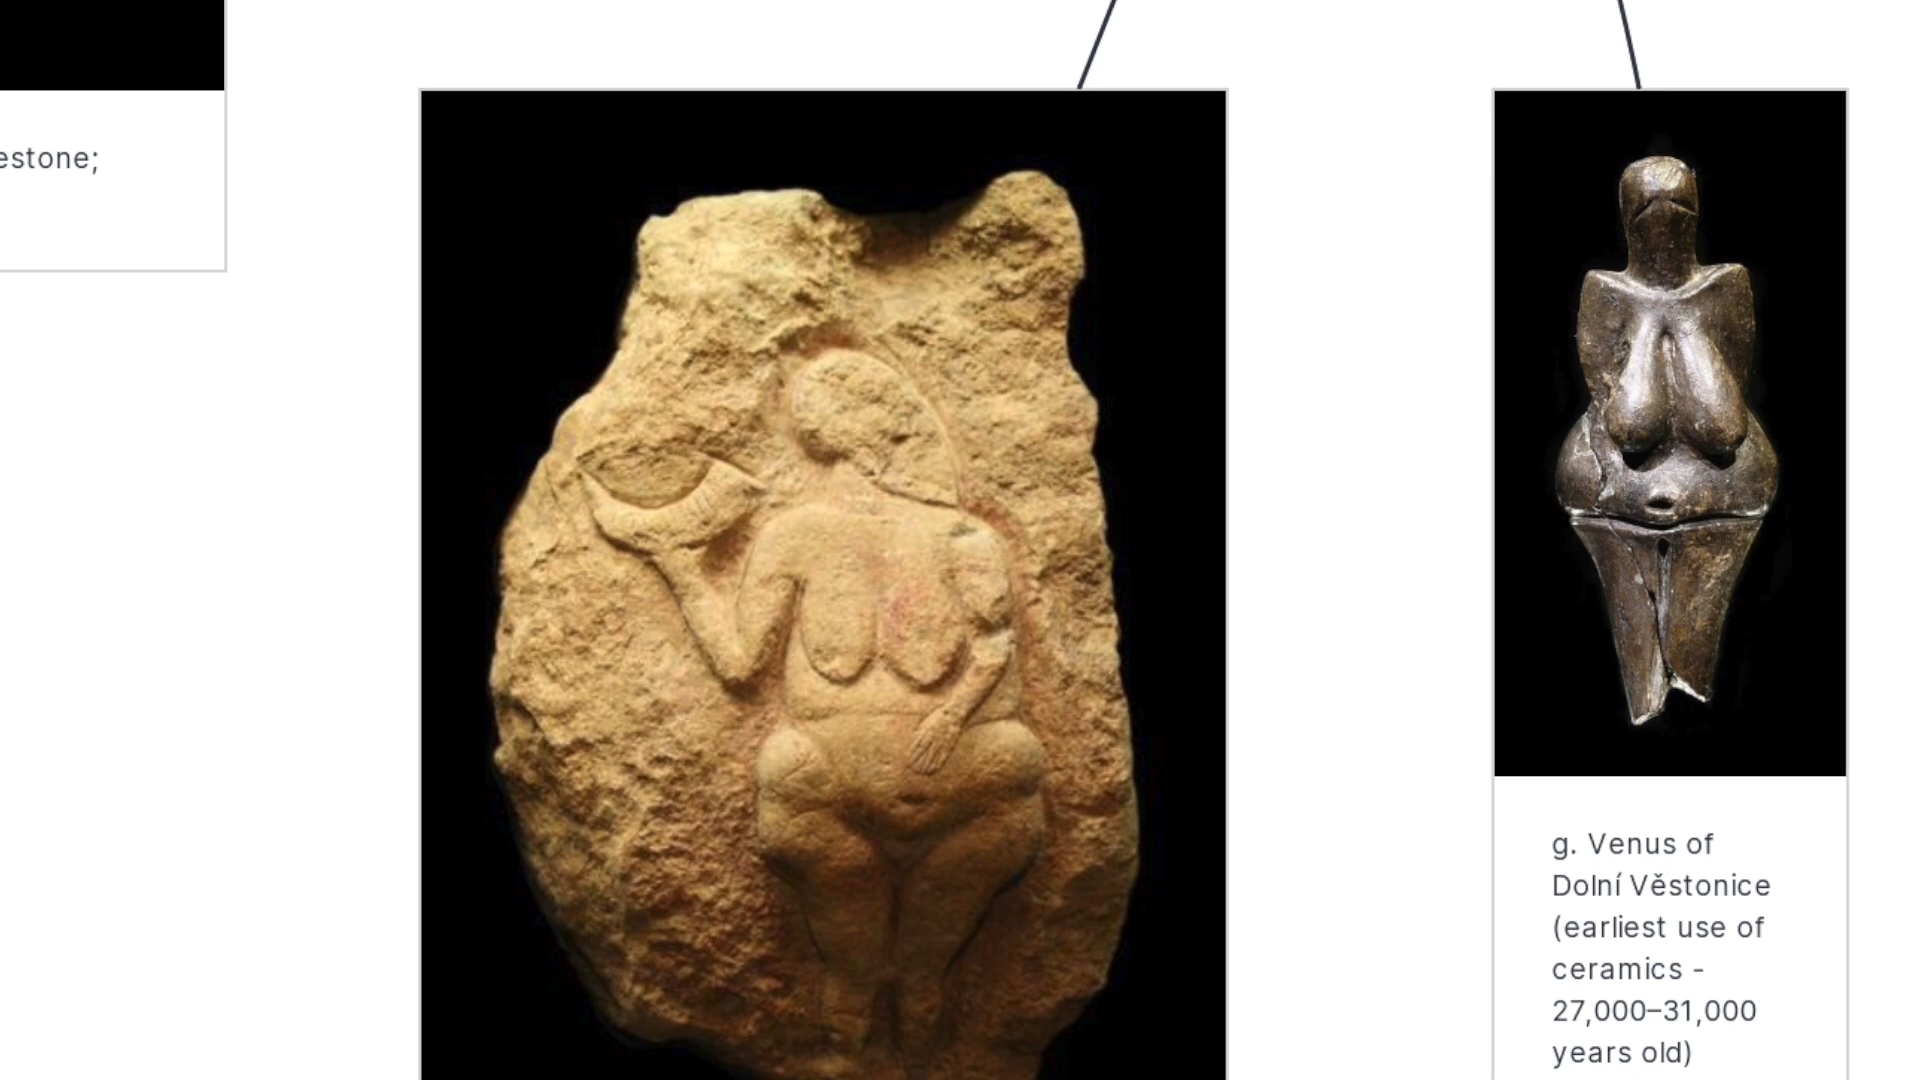 estone;
g. Venus of
Dolní Věstonice
(earliest use of
ceramics -
27,000–31,000
years old)